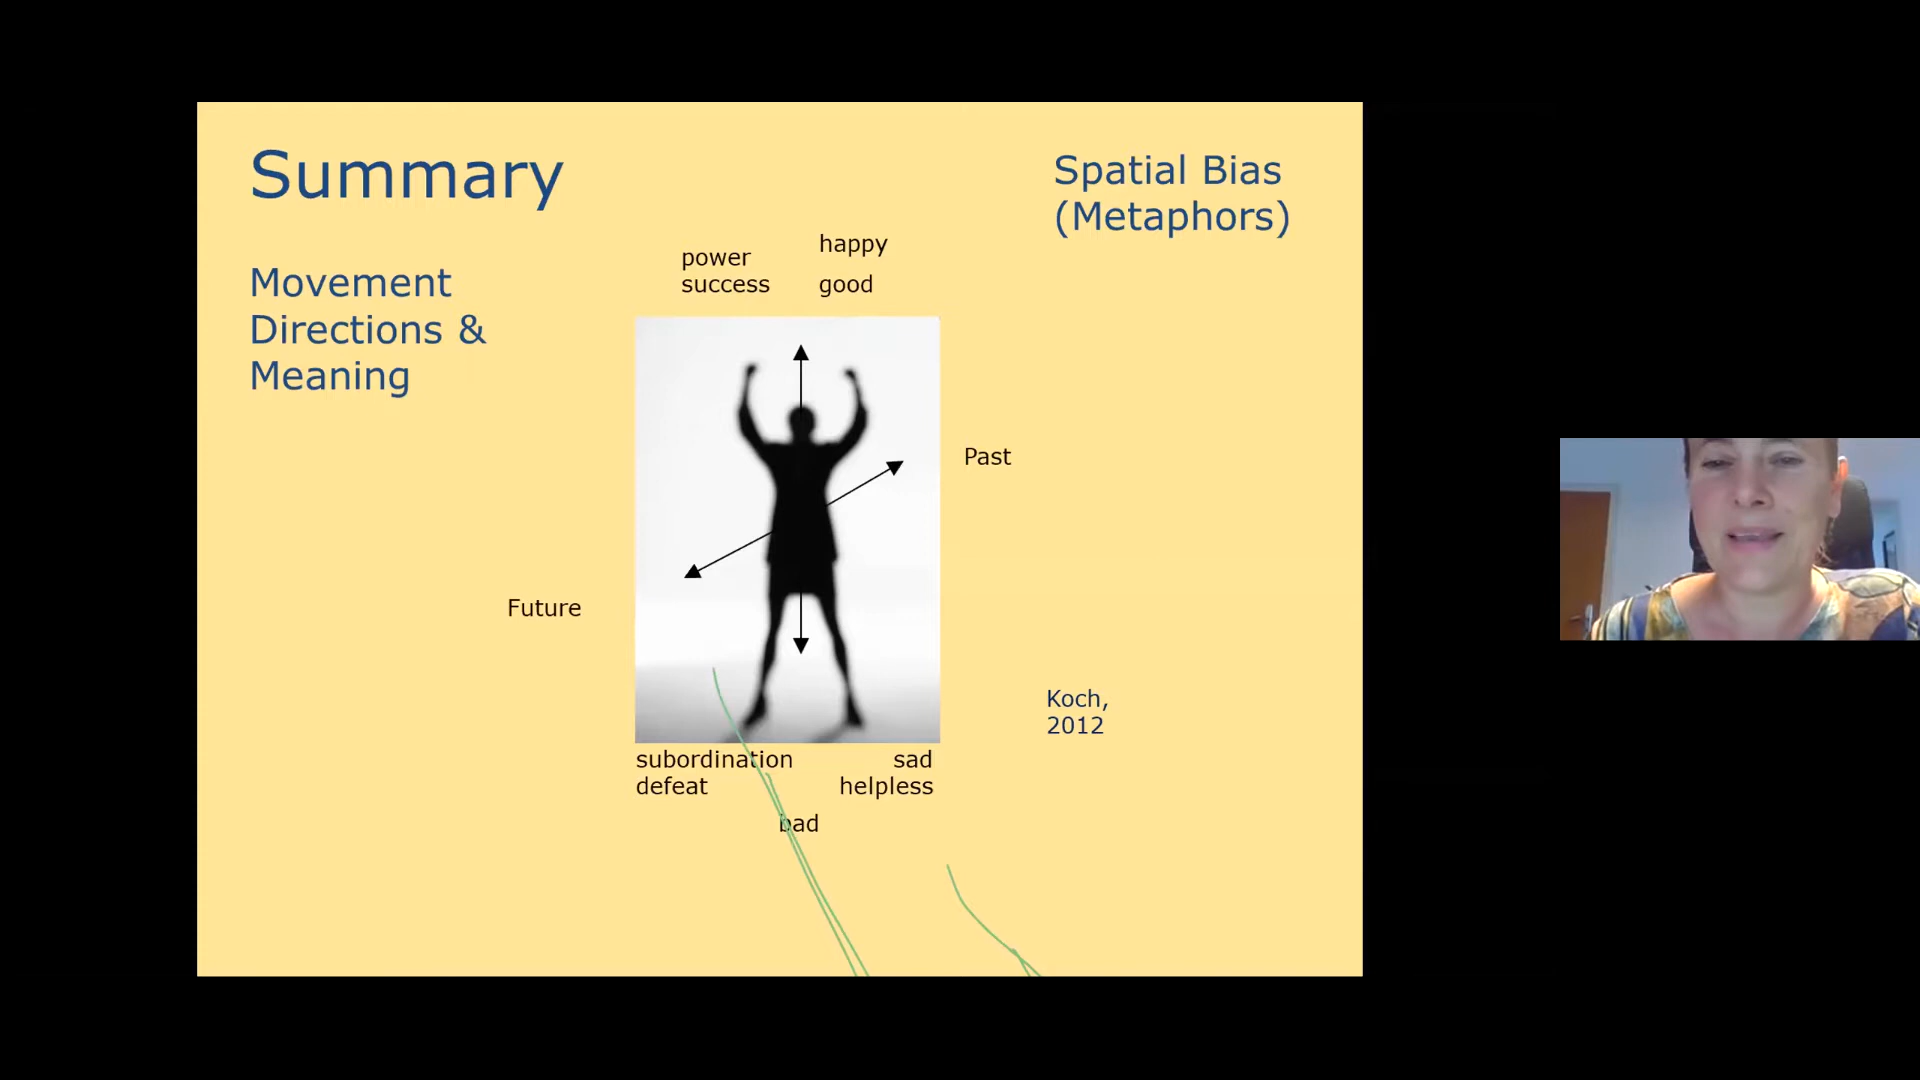 Summary
Spatial Bias
(Metaphors)
Movement
Directions &
Meaning
power
success
happy
good
Past
Future
Koch,
2012
subordination
defeat
sad
helpless
bad